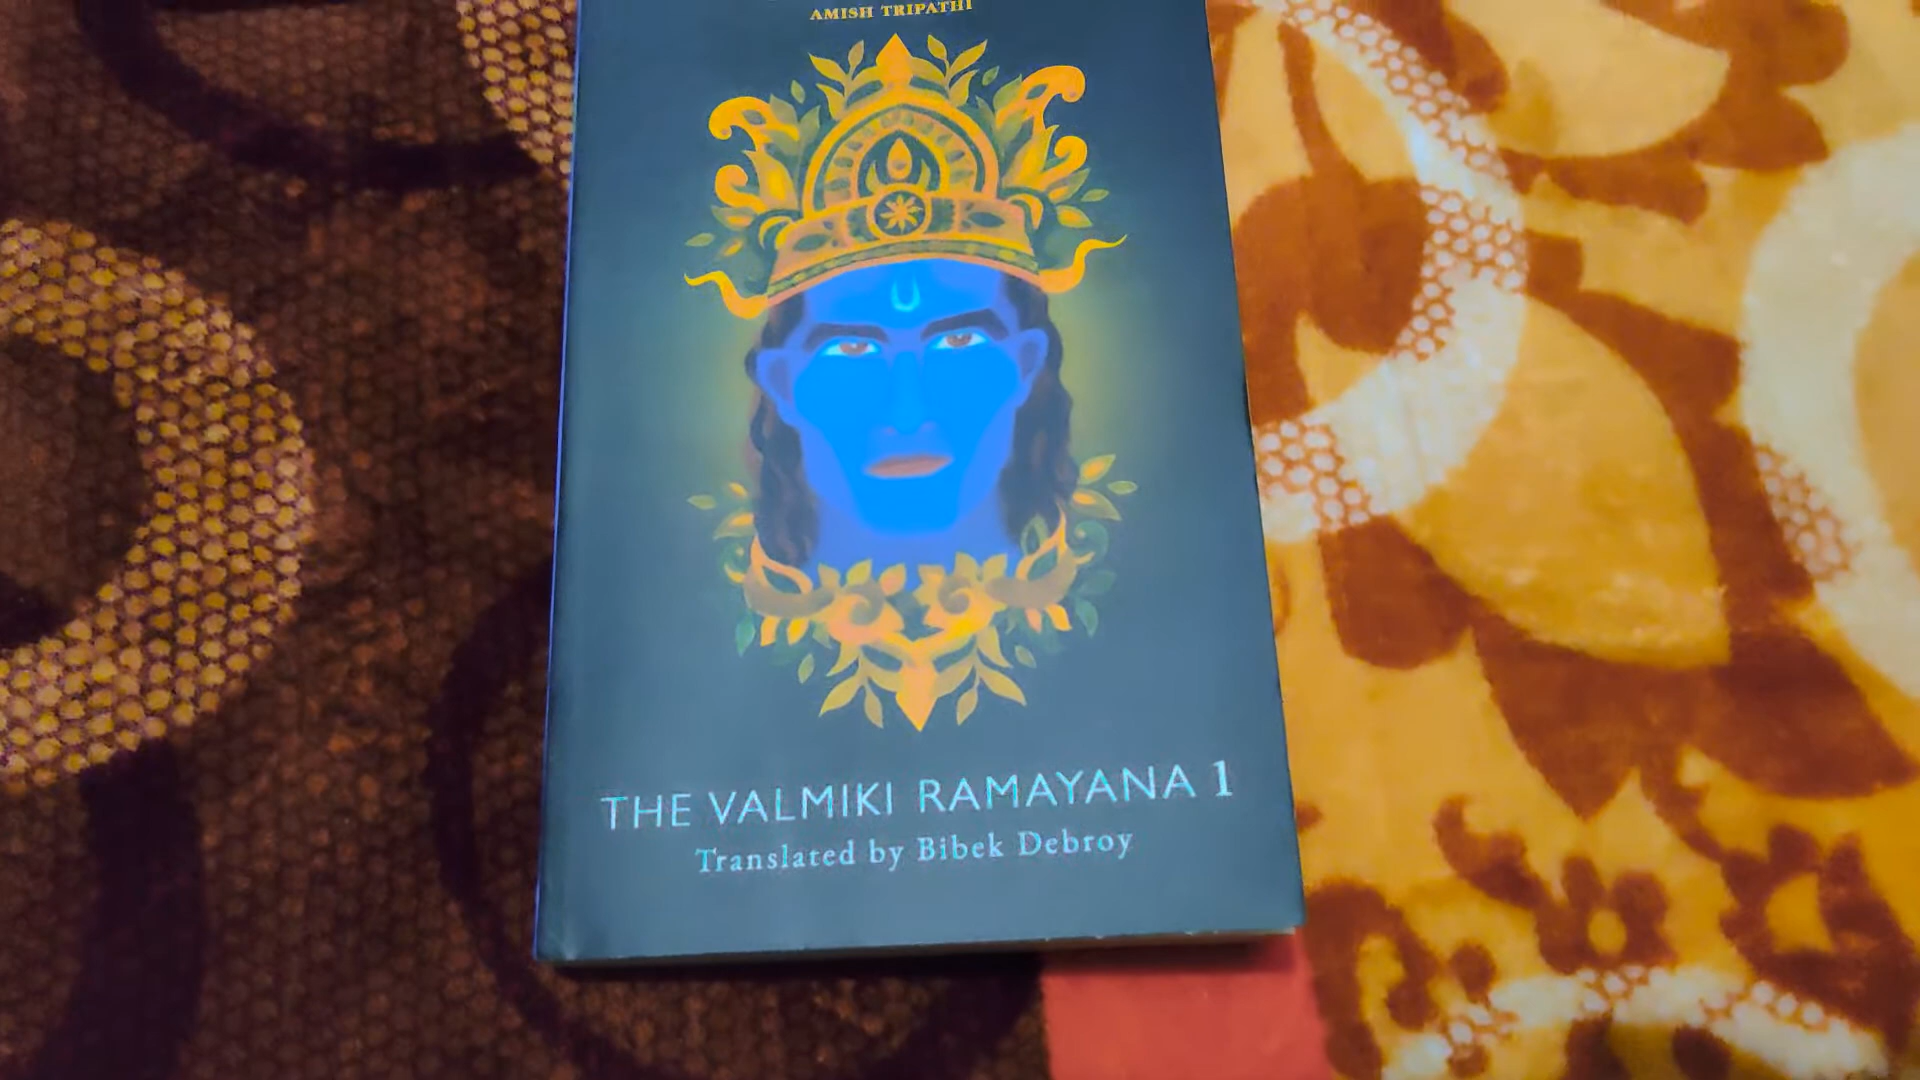 AMISH TRIPATHI
THE VALMIKI RAMAYANA 1
Translated by Bibek Debroy